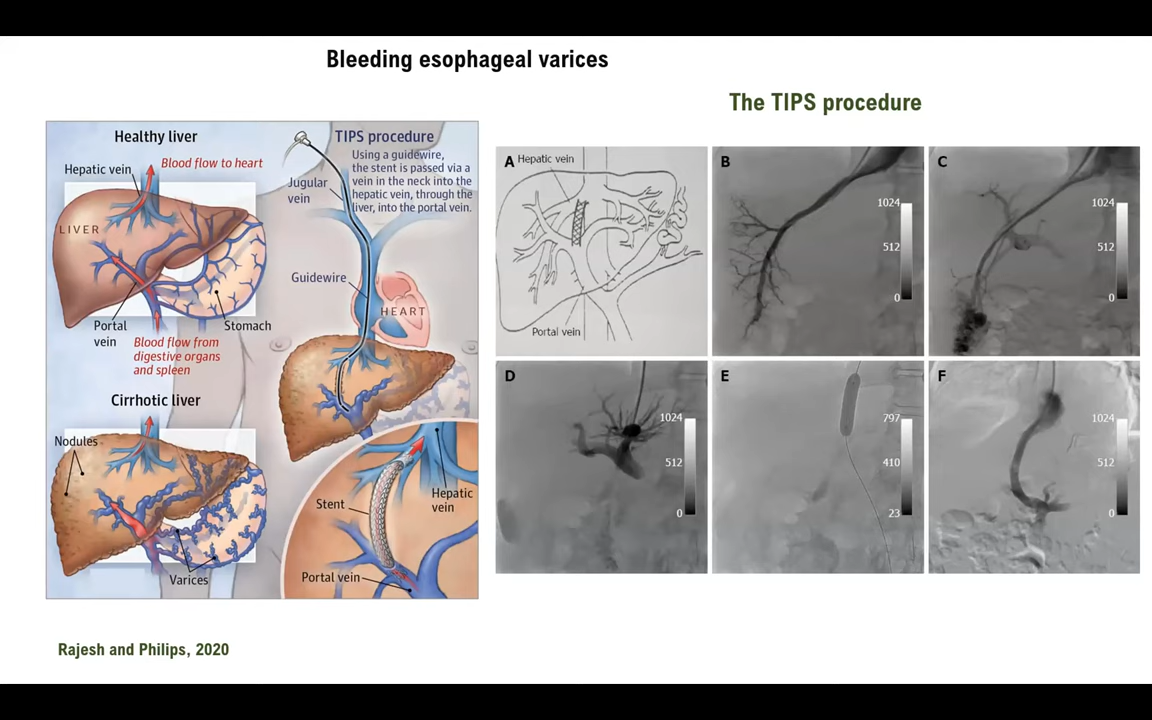 Bleeding esophageal varices
The TIPS procedure
Healthy liver
Hepatic vein
Blood flow to heart
LIVER
Portal
vein
Stomach
Blood flow from
digestive organs
and spleen
Cirrhotic liver
Nodules
Varices
TIPS procedure
Using a guidewire,
the stent is passed via a
vein in the neck into the
hepatic vein, through the
liver, into the portal vein.
Jugular
vein
Guidewire
HEART
Stent
Hepatic
vein
Portal vein
A
Hepatic vein
Portal vein
B
1024
512
0
C
1024
512
0
D
1024
512
0
E
797
410
23
F
1024
512
0
Rajesh and Philips, 2020